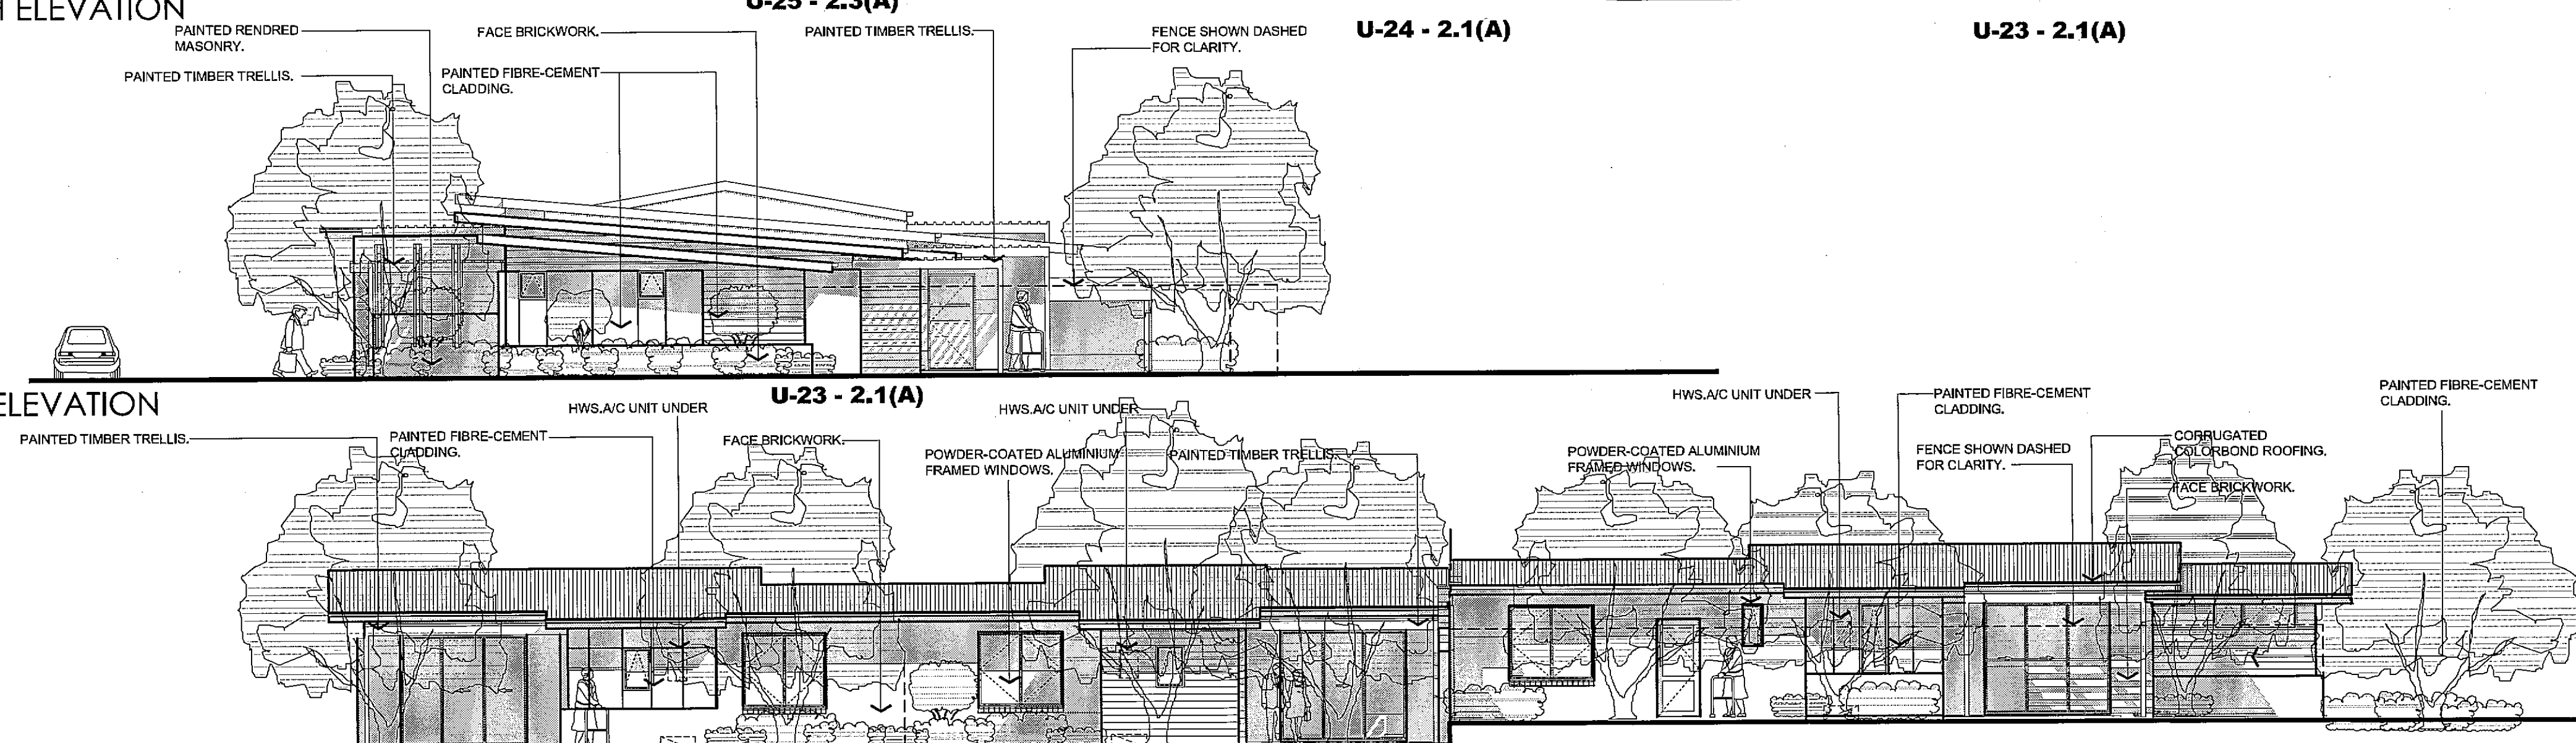 ELEVATION
U-25 - 2.3(A)
U-24 - 2.1(A)
U-23 - 2.1(A)
PAINTED RENDRED
MASONRY.
FACE BRICKWORK.
PAINTED TIMBER TRELLIS.
FENCE SHOWN DASHED
FOR CLARITY.
PAINTED TIMBER TRELLIS.
PAINTED FIBRE-CEMENT
CLADDING.
ELEVATION
U-23 - 2.1(A)
HWS.A/C UNIT UNDER
HWS.A/C UNIT UNDER
HWS.A/C UNIT UNDER
PAINTED FIBRE-CEMENT
CLADDING.
PAINTED FIBRE-CEMENT
CLADDING.
PAINTED TIMBER TRELLIS.
PAINTED FIBRE-CEMENT
CLADDING.
FACE BRICKWORK.
POWDER-COATED ALUMINIUM
FRAMED WINDOWS.
PAINTED TIMBER TRELLIS.
POWDER-COATED ALUMINIUM
FRAMED WINDOWS.
FENCE SHOWN DASHED
FOR CLARITY.
CORRUGATED
COLORBOND ROOFING.
FACE BRICKWORK.